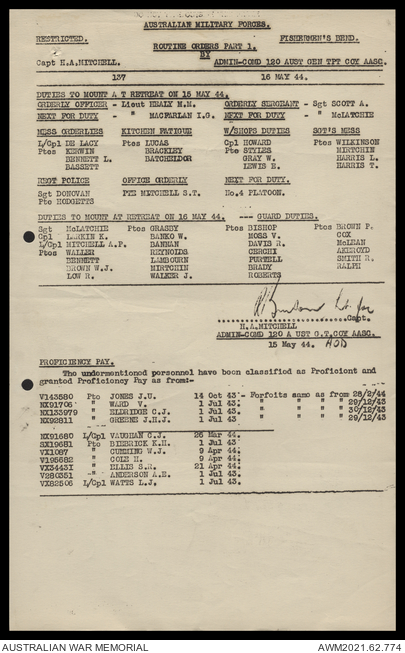 AUSTRALIAN MILITARY FORCES.
RESTRICTED. FISHERMEN'S BEND.
ROUTINE ORDERS PART 1.
BY
Capt H.A.MITCHELL. ADMIN-COMD 120 AUST GEN TPT COY AASC.
137 16 MAY 44.
DUTIES TO MOUNT A T RETREAT ON 15 MAY 44.
ORDERLY OFFICER - Lieut HEALY M.M. ORDERLY SERGEANT - Sgt SCOTT A.
NEXT FOR DUTY - " MACFARLAN I.G. NEXT FOR DUTY - " McLATCHIE
MESS ORDERLIES KITCHEN FATIGUE W/SHOPS DUTIES SGT'S MESS
L/Cpl DE LACY Ptes LUCAS Cpl HOWARD Ptes WILKINSON
Ptes KERWIN BRACKLEY Ptes STYLES MIRTCHIN
BENNETT L. BATCHELDOR GRAY W. HARRIS L.
BASSETT LEWIS E. HARRIS T.
REGT POLICE OFFICE ORDERLY NEXT FOR DUTY.
Sgt DONOVAN PTE MITCHELL S.T. No.4 PLATOON.
Pte HODGETTS
DUTIES TO MOUNT AT RETREAT ON 16 MAY 44. --- GUARD DUTIES.
Sgt McLATCHIE Ptes GRASBY Ptes BISHOP Ptes BROWN P.
Cpl LARKIN K. BANKO W. MOSS V. COX
L/Cpl MITCHELL A.P. BANHAM DAVIS R. McLEAN
Ptes WALLER REYNOLDS CERCHI AKEROYD
BENNETT LAMBOURN PURTELL SMITH R.
BROWN W.J. MIRTCHIN BRADY RALPH
LOW R. WALKER J. ROBERTS
Capt.
H.A.MITCHELL
ADMIN-COMD 120 A UST G.T.COY AASC.
15 May 44. AOD
PROFICIENCY PAY.
The undermentioned personnel have been classified as Proficient and
granted Proficiency Pay as from:-
V143580 Pte JONES J.U. 14 Oct 43 - Forfeits same as from 28/2/44
NX91706 " WARD V. 1 Jul 43. " " " " 29/12/43
NX133979 " ELDRIDGE C.J. 1 Jul 43. " " " " 30/12/43
NX92811 " GREENE J.H.J. 1 Jul 43. " " " " 29/12/43
NX91680 L/Cpl VAUGHAN C.J. 26 Mar 44.
SX19681 Pte BIDERICK K.H. 1 Jul 43.
VX1087 " CUMMING W.J. 9 Apr 44.
V195682 " COLE H. 9 Apr 44.
VX34431 " ELLIS S.R. 21 Apr 44.
V280351 " ANDERSON A.E. 1 Jul 43.
VX82506 L/Cpl WATTS L.J. 1 Jul 43.
AUSTRALIAN WAR MEMORIAL AWM2021.62.774